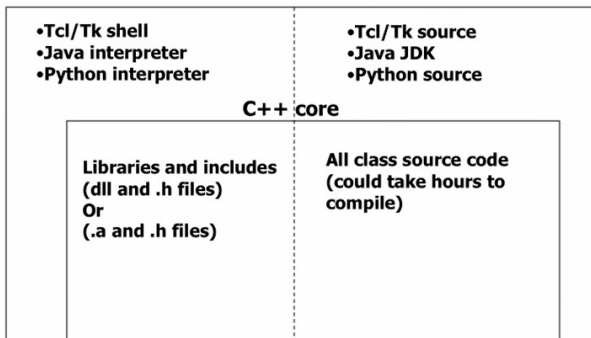 •Tcl/Tk shell
•Java interpreter
•Python interpreter
•Tcl/Tk source
•Java JDK
•Python source
C++ core
Libraries and includes
(dll and .h files)
Or
(.a and .h files)
All class source code
(could take hours to
compile)